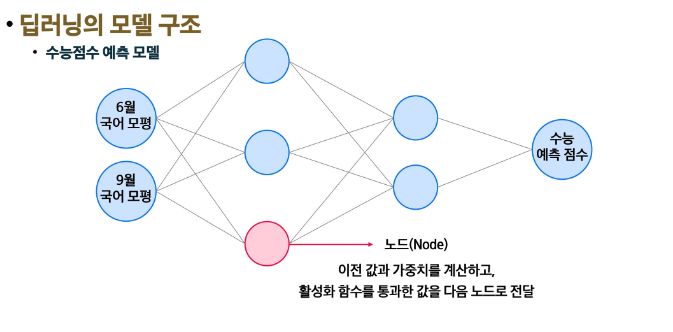 • 딥러닝의 모델 구조
• 수능점수 예측 모델
6월
국어 모평
9월
국어 모평
수능
예측 점수
노드(Node)
이전 값과 가중치를 계산하고,
활성화 함수를 통과한 값을 다음 노드로 전달